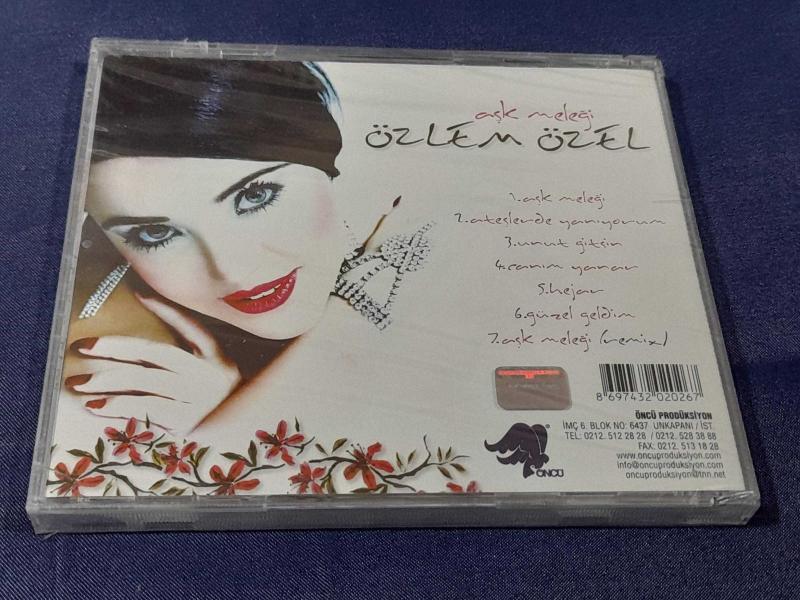 aşk meleği
ÖZLEM ÖZEL
1.aşk meleği
2.ateşlerde yanıyorum
3.unut gitsin
4.canım yanar
5.hejar
6.güzel geldim
7.aşk meleği (remix)
8 697432 020267
ÖNCÜ PRODÜKSİYON
İMÇ 6. BLOK NO: 6437 UNKAPANI / İST.
TEL: 0212. 512 28 28 / 0212. 528 38 88
FAX: 0212. 513 18 28
www.oncuproduksiyon.com
info@oncuproduksiyon.com
oncuproduksiyon@tnn.net
ÖNCÜ